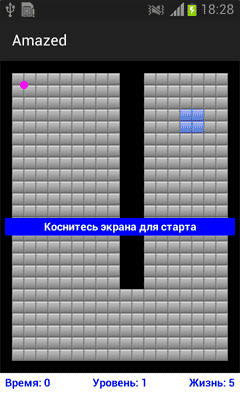 18:28
Amazed
Коснитесь экрана для старта
Время: 0 Уровень: 1 Жизнь: 5